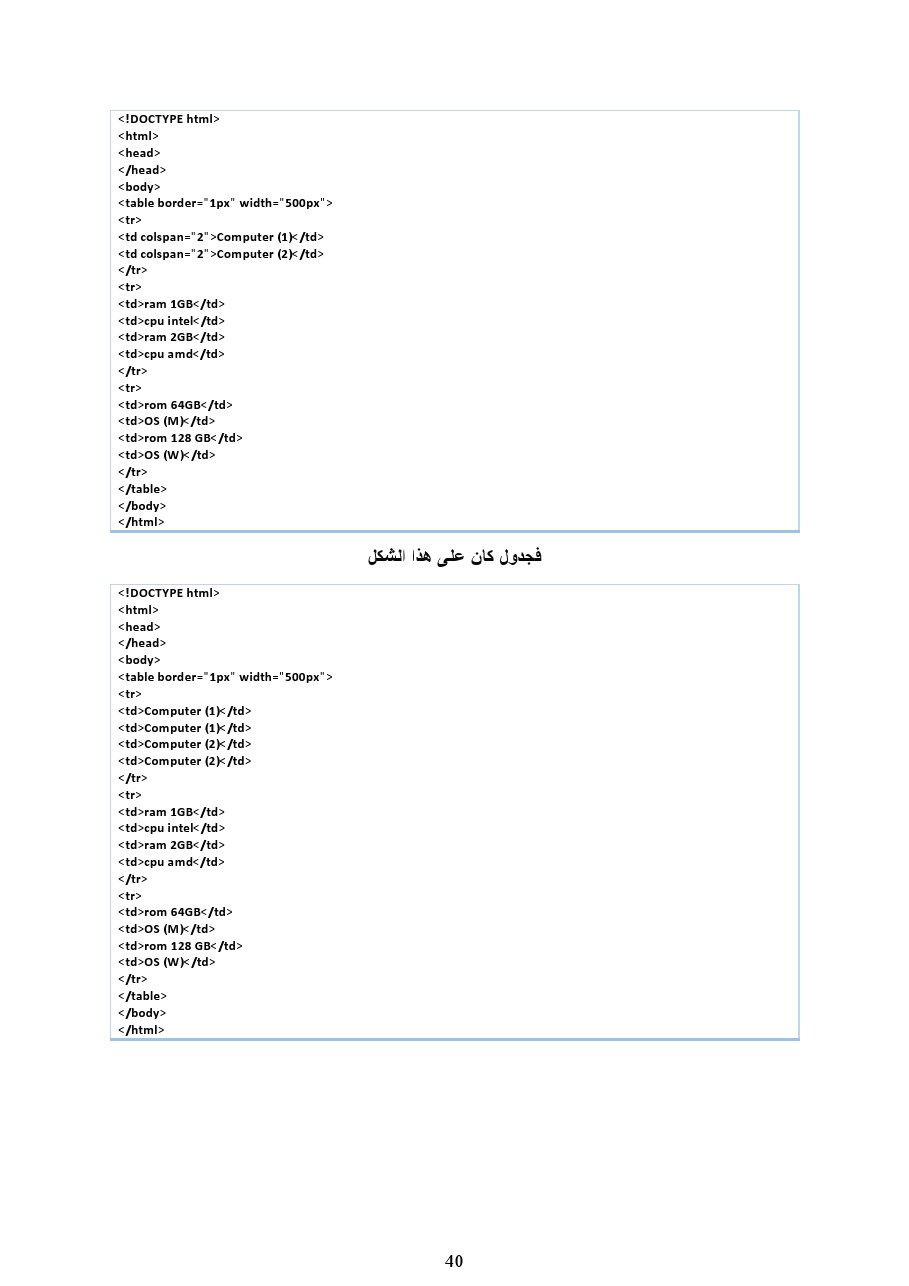 <!DOCTYPE html>
<html>
<head>
</head>
<body>
<table border="1px" width="500px">
<tr>
<td colspan="2">Computer (1)</td>
<td colspan="2">Computer (2)</td>
</tr>
<tr>
<td>ram 1GB</td>
<td>cpu intel</td>
<td>ram 2GB</td>
<td>cpu amd</td>
</tr>
<tr>
<td>rom 64GB</td>
<td>OS (M)</td>
<td>rom 128 GB</td>
<td>OS (W)</td>
</tr>
</table>
</body>
</html>
فجدول كان على هذا الشكل
<!DOCTYPE html>
<html>
<head>
</head>
<body>
<table border="1px" width="500px">
<tr>
<td>Computer (1)</td>
<td>Computer (1)</td>
<td>Computer (2)</td>
<td>Computer (2)</td>
</tr>
<tr>
<td>ram 1GB</td>
<td>cpu intel</td>
<td>ram 2GB</td>
<td>cpu amd</td>
</tr>
<tr>
<td>rom 64GB</td>
<td>OS (M)</td>
<td>rom 128 GB</td>
<td>OS (W)</td>
</tr>
</table>
</body>
</html>
40